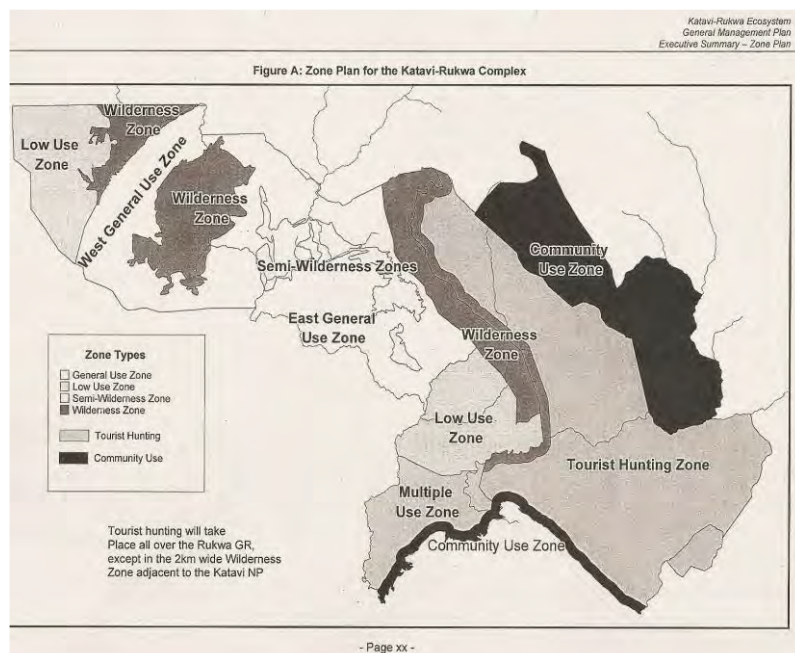 Katavi-Rukwa Ecosystem
General Management Plan
Executive Summary – Zone Plan
Figure A: Zone Plan for the Katavi-Rukwa Complex
Wilderness
Zone
Low Use
Zone
West General Use Zone
Wilderness
Zone
Community
Use Zone
Semi-Wilderness Zones
East General
Use Zone
Wilderness
Zone
Zone Types
General Use Zone
Low Use Zone
Semi-Wilderness Zone
Wilderness Zone
Tourist Hunting
Community Use
Low Use
Zone
Tourist Hunting Zone
Multiple
Use Zone
Community Use Zone
Tourist hunting will take
Place all over the Rukwa GR,
except in the 2km wide Wilderness
Zone adjacent to the Katavi NP
- Page xx -